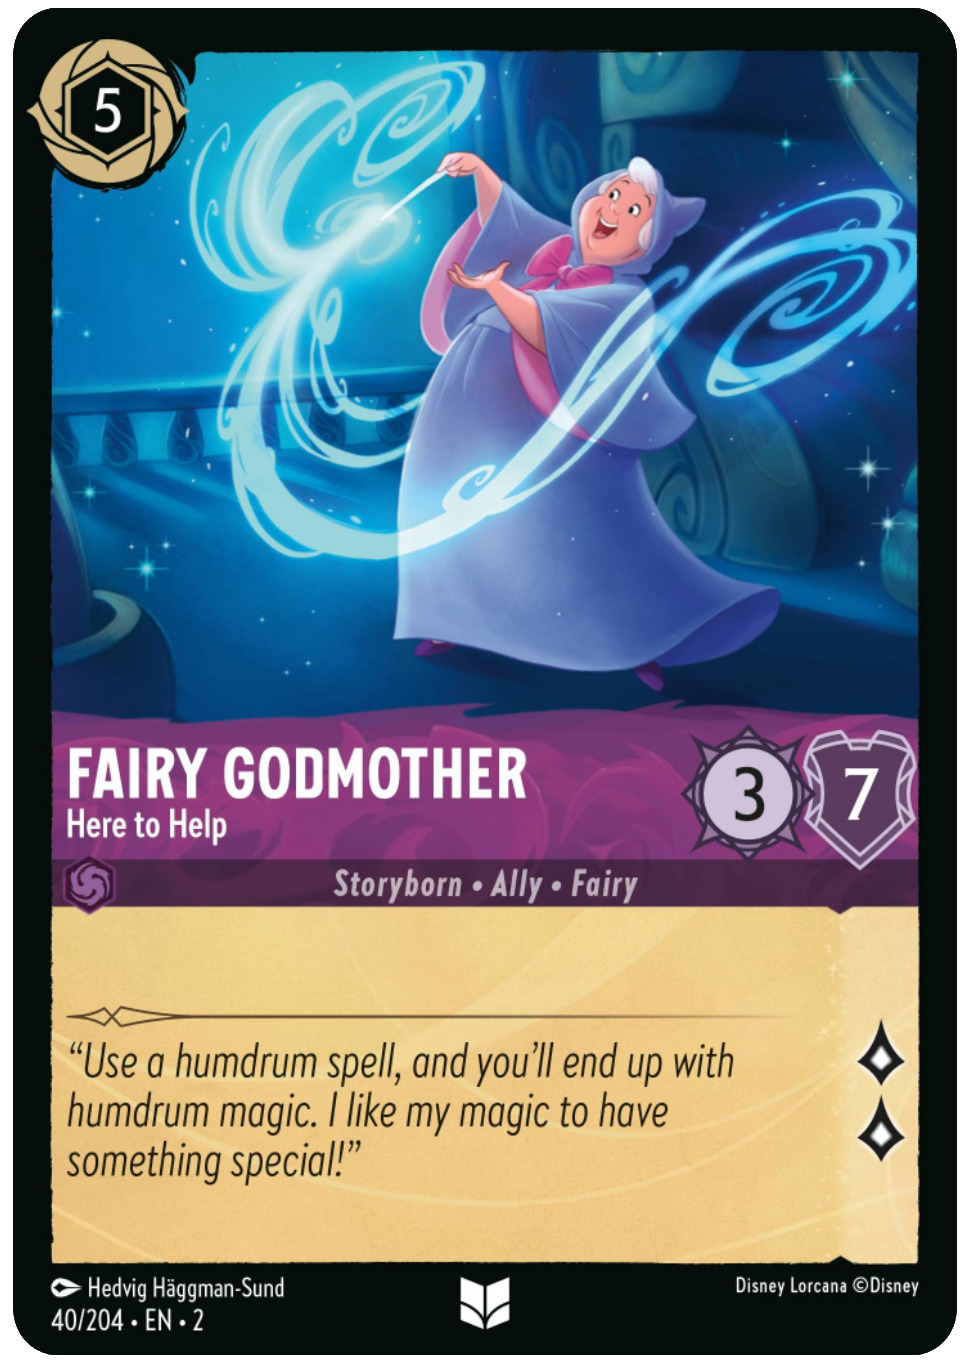 5
FAIRY GODMOTHER
Here to Help
3
7
Storyborn • Ally • Fairy
“Use a humdrum spell, and you’ll end up with
humdrum magic. I like my magic to have
something special!”
Hedvig Häggman-Sund
40/204 • EN • 2
Disney Lorcana ©Disney